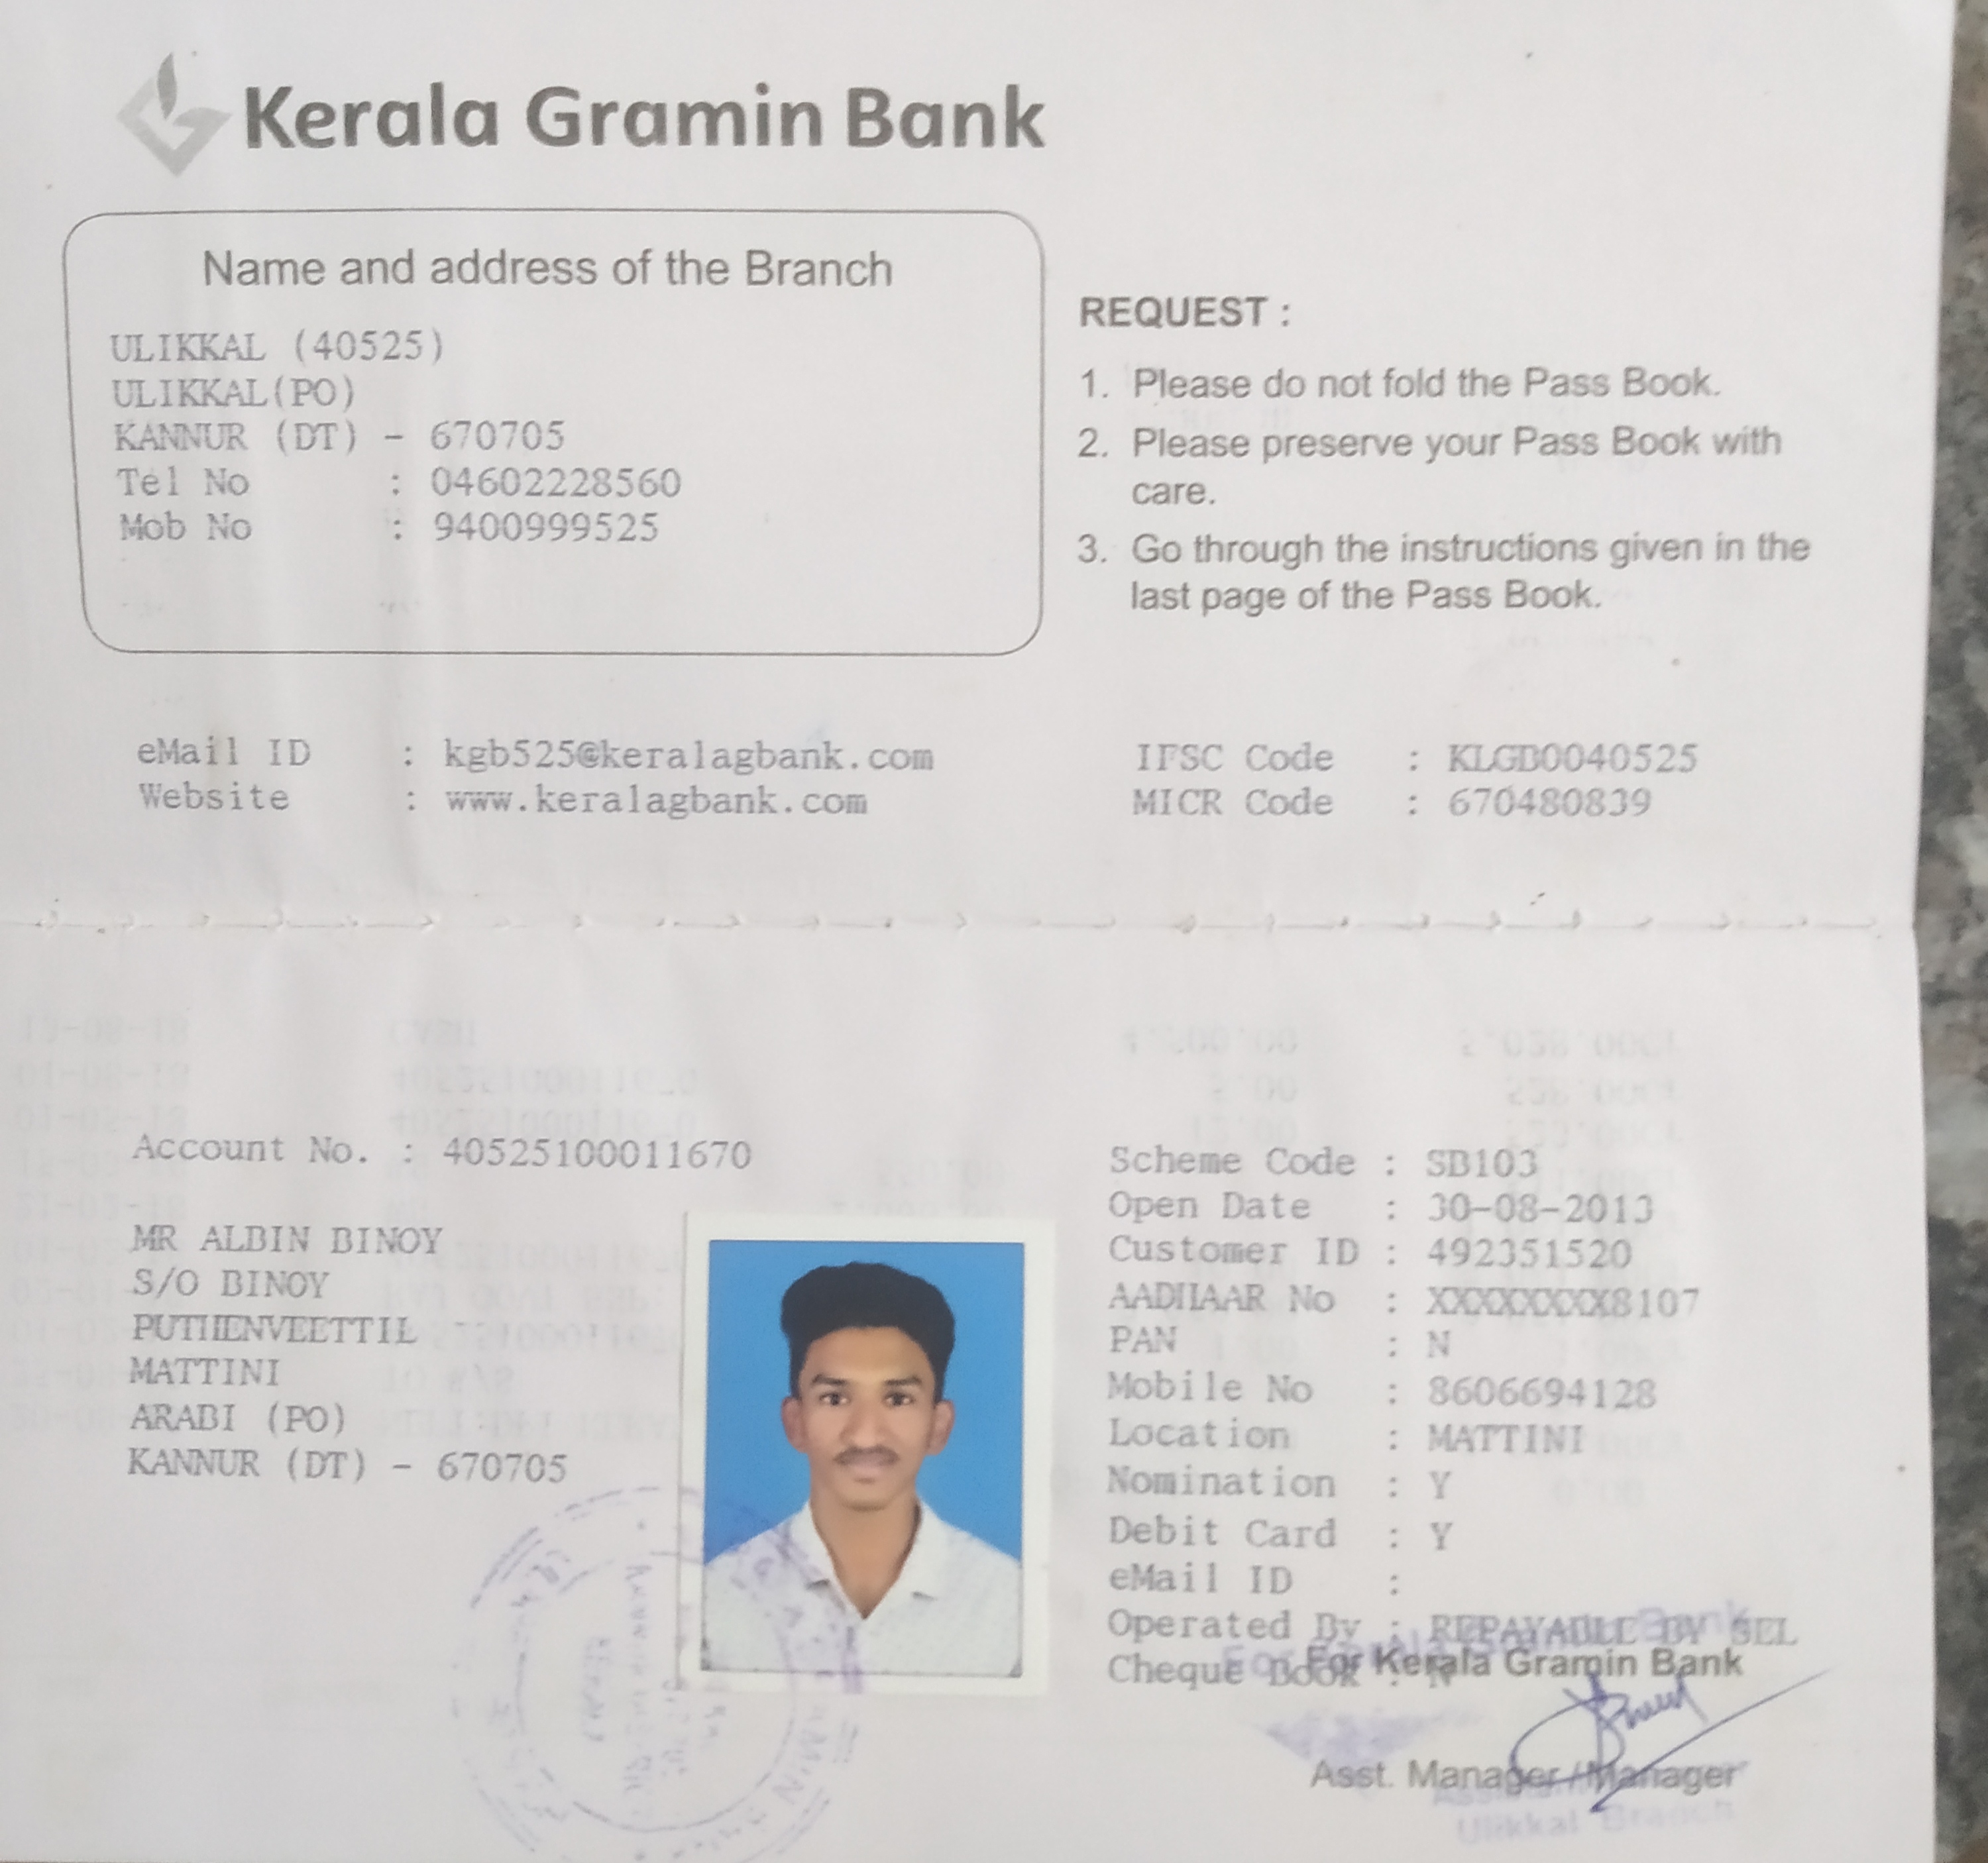 Kerala Gramin Bank
Name and address of the Branch
ULIKKAL (40525)
ULIKKAL(PO)
KANNUR (DT) - 670705
Tel No : 04602228560
Mob No : 9400999525
REQUEST :
1. Please do not fold the Pass Book.
2. Please preserve your Pass Book with
care.
3. Go through the instructions given in the
last page of the Pass Book.
eMail ID : kgb525@keralagbank.com
Website : www.keralagbank.com
IFSC Code : KLGB0040525
MICR Code : 670480839
Account No. : 40525100011670
MR ALBIN BINOY
S/O BINOY
PUTHENVEETTIL
MATTINI
ARABI (PO)
KANNUR (DT) - 670705
Scheme Code : SB103
Open Date : 30-08-2013
Customer ID : 492351520
AADHAAR No : XXXXXXXX8107
PAN : N
Mobile No : 8606694128
Location : MATTINI
Nomination : Y
Debit Card : Y
eMail ID :
Operated By : REPAYABLE BY SEL
Cheque Book : N
For Kerala Gramin Bank
For Kerala Gramin Bank
Asst. Manager / Manager
Ulikkal Branch